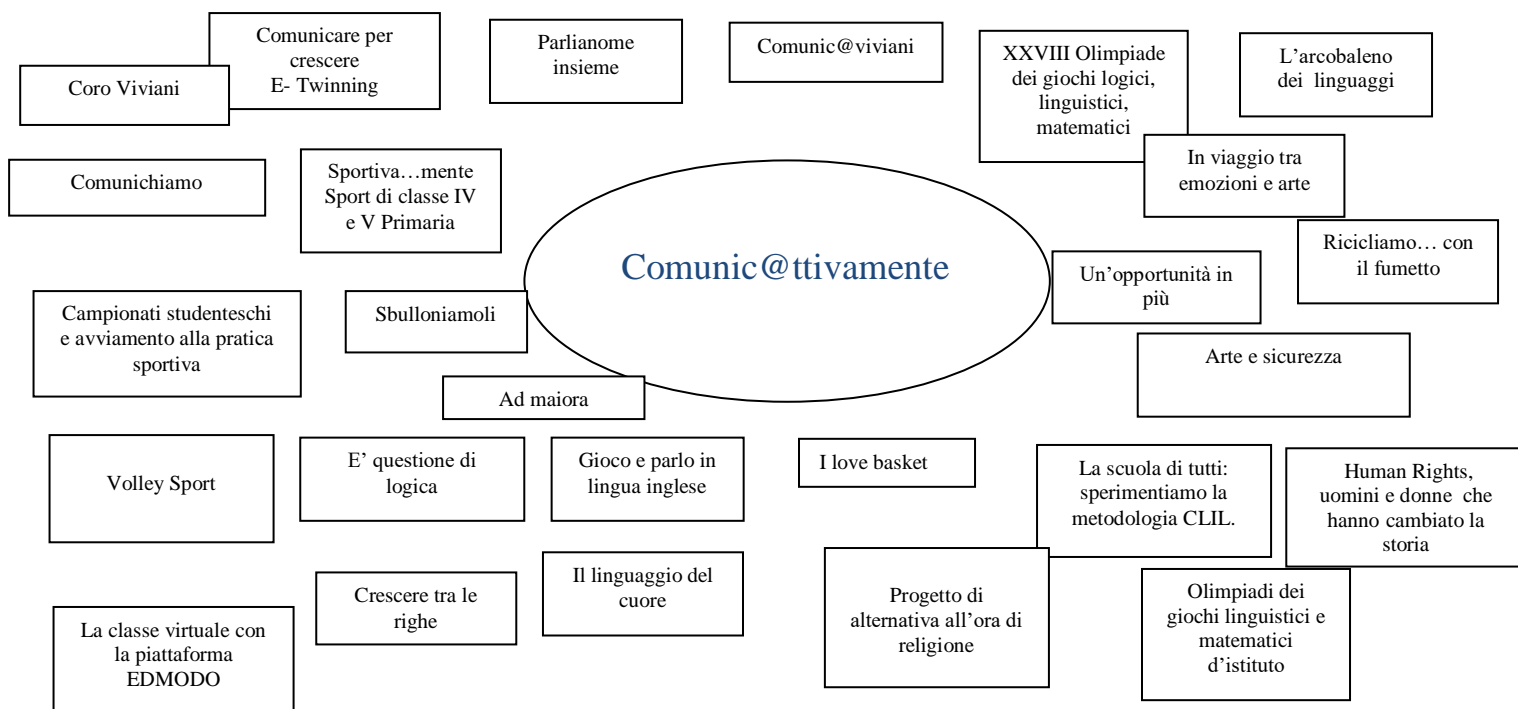 Comunicare per
crescere
E- Twinning
Parlianome
insieme
Comunic@viviani
XXVIII Olimpiade
dei giochi logici,
linguistici,
matematici
L’arcobaleno
dei linguaggi
Coro Viviani
Comunichiamo
Sportiva…mente
Sport di classe IV
e V Primaria
In viaggio tra
emozioni e arte
Comunic@ttivamente
Ricicliamo… con
il fumetto
Un’opportunità in
più
Campionati studenteschi
e avviamento alla pratica
sportiva
Sbulloniamoli
Arte e sicurezza
Ad maiora
Volley Sport
E’ questione di
logica
Gioco e parlo in
lingua inglese
I love basket
La scuola di tutti:
sperimentiamo la
metodologia CLIL.
Human Rights,
uomini e donne che
hanno cambiato la
storia
Crescere tra le
righe
Il linguaggio del
cuore
Progetto di
alternativa all’ora di
religione
Olimpiadi dei
giochi linguistici e
matematici
d’istituto
La classe virtuale con
la piattaforma
EDMODO